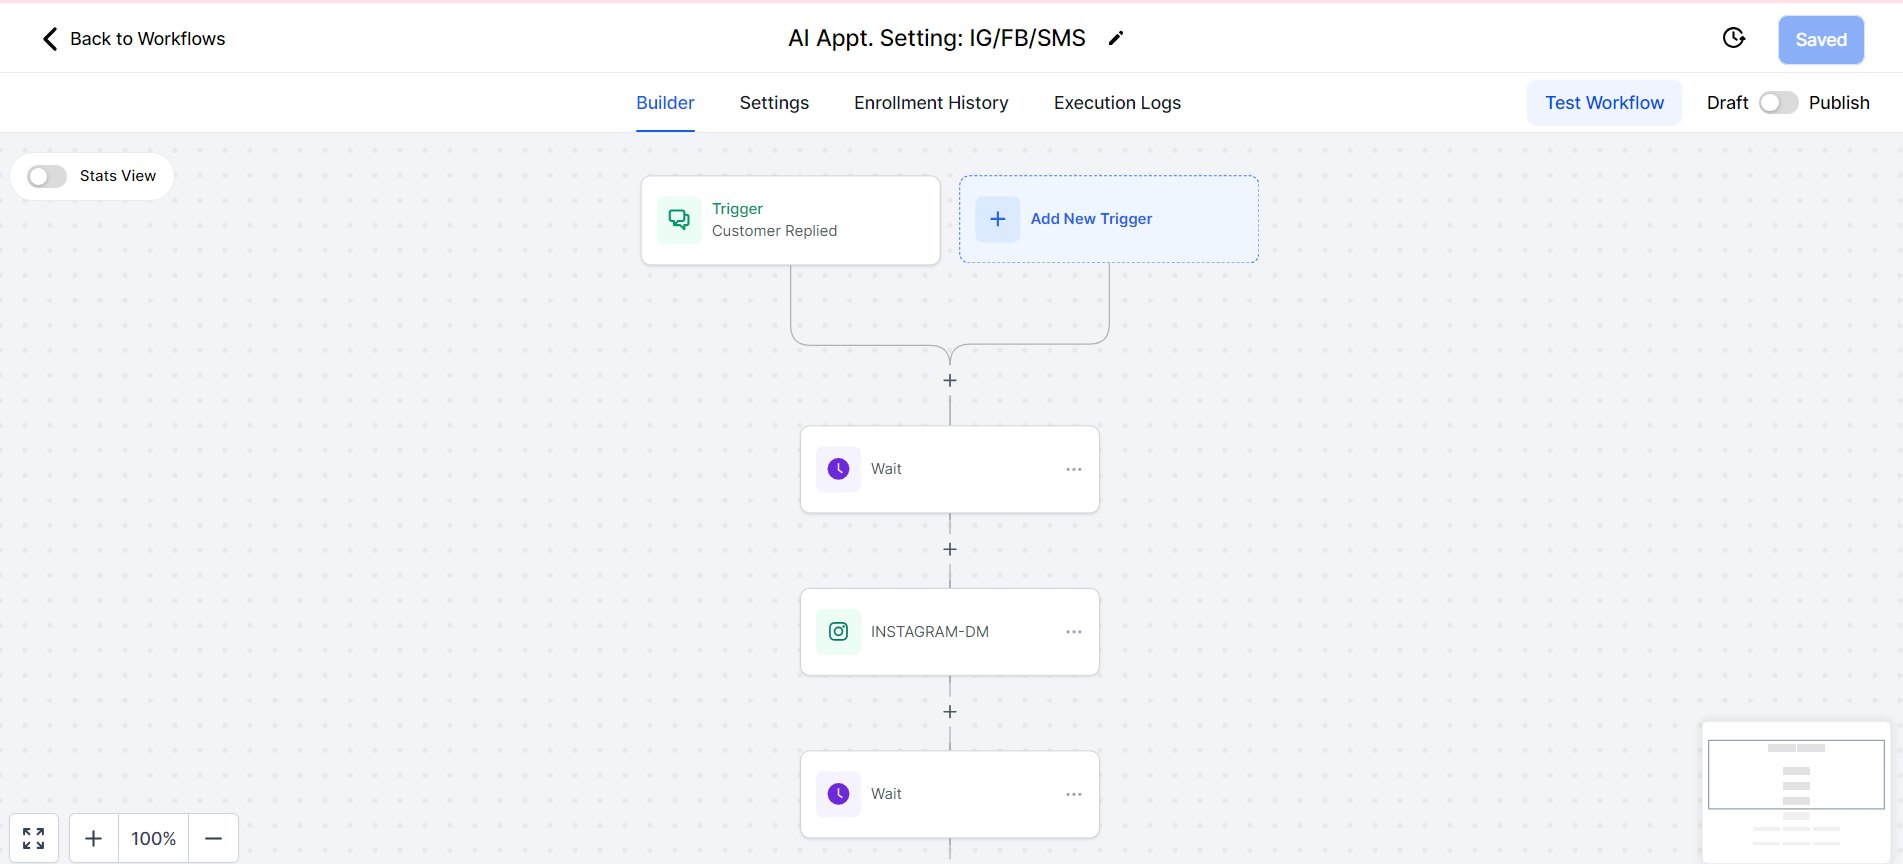 Back to Workflows
AI Appt. Setting: IG/FB/SMS
Saved
Builder
Settings
Enrollment History
Execution Logs
Test Workflow
Draft
Publish
Stats View
Trigger
Customer Replied
Add New Trigger
Wait
INSTAGRAM-DM
Wait
100%